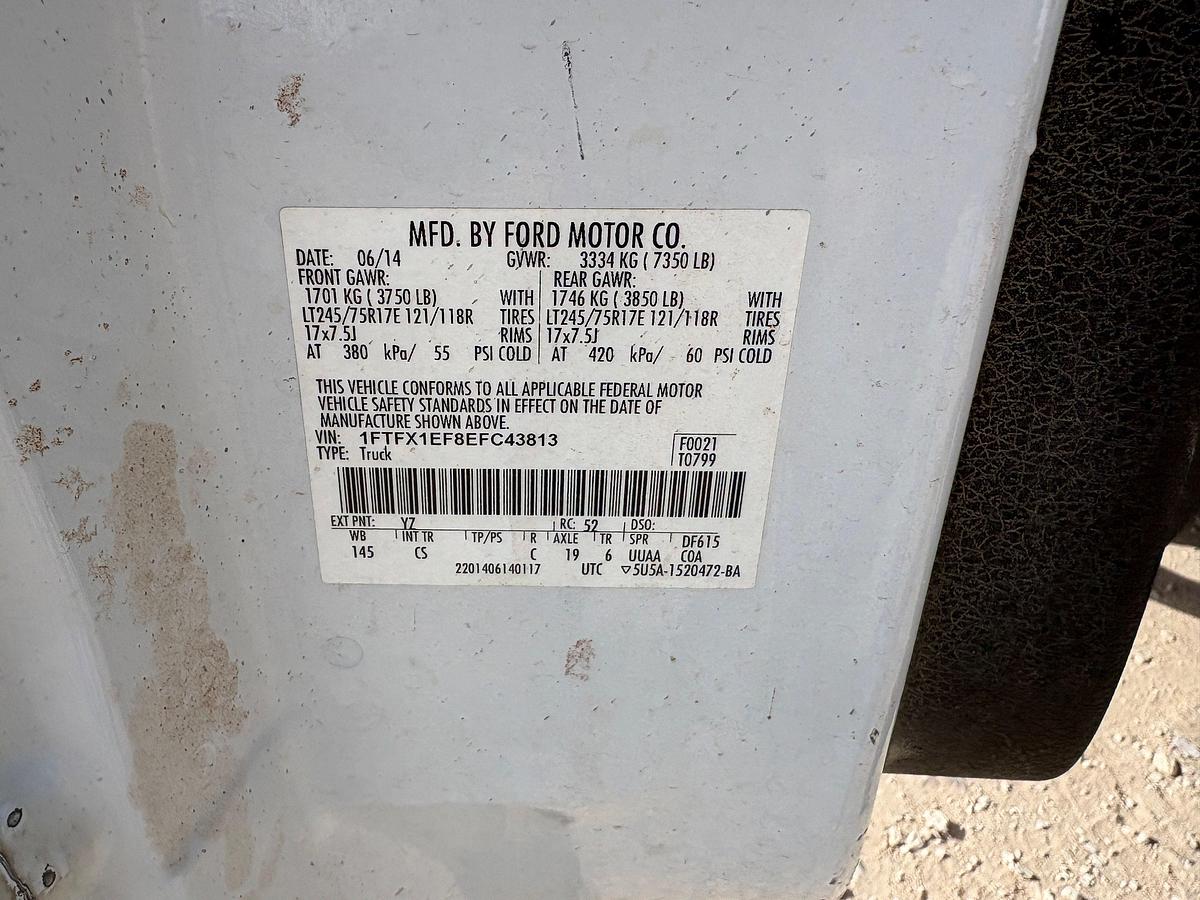 MFD. BY FORD MOTOR CO.
DATE: 06/14 GVWR: 3334 KG ( 7350 LB)
FRONT GAWR: REAR GAWR:
1701 KG ( 3750 LB) WITH 1746 KG ( 3850 LB) WITH
LT245/75R17E 121/118R TIRES LT245/75R17E 121/118R TIRES
17x7.5J RIMS 17x7.5J RIMS
AT 380 kPa/ 55 PSI COLD AT 420 kPa/ 60 PSI COLD
THIS VEHICLE CONFORMS TO ALL APPLICABLE FEDERAL MOTOR
VEHICLE SAFETY STANDARDS IN EFFECT ON THE DATE OF
MANUFACTURE SHOWN ABOVE.
VIN: 1FTFX1EF8EFC43813 F0021
TYPE: Truck T0799
EXT PNT: YZ RC: 52 DSO:
WB INT TR TP/PS R AXLE TR SPR DF615
145 CS C 19 6 UUAA COA
2201406140117 UTC ▽5U5A-1520472-BA